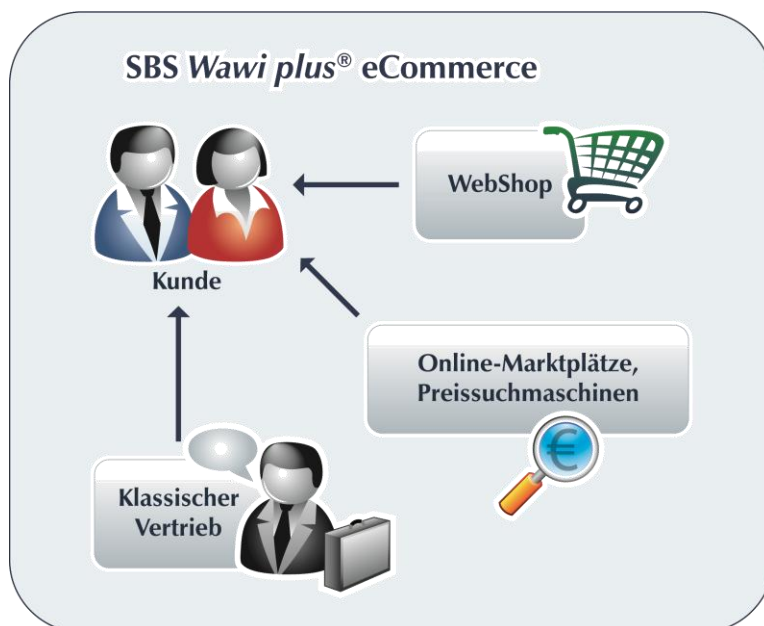 SBS Wawi plus® eCommerce
WebShop
Kunde
Online-Marktplätze,
Preissuchmaschinen
€
Klassischer
Vertrieb